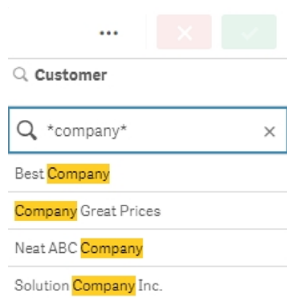 Customer
*company*
Best Company
Company Great Prices
Neat ABC Company
Solution Company Inc.